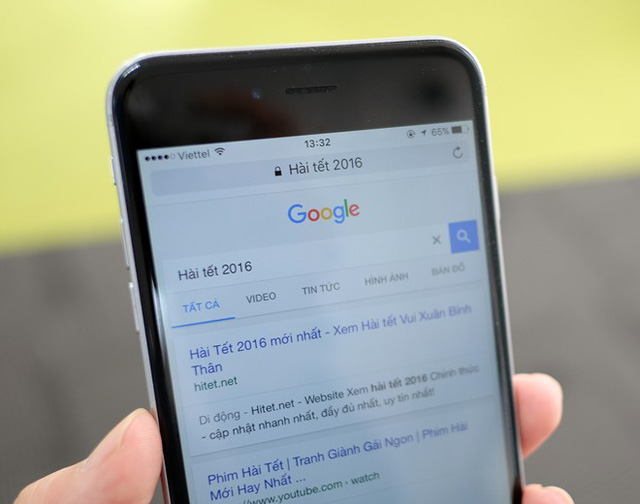 Viettel 13:32 65%
Hài tết 2016
Google
Hài tết 2016
TẤT CẢ VIDEO TIN TỨC HÌNH ẢNH BẢN ĐỒ
Hài Tết 2016 mới nhất - Xem Hài tết Vui Xuân Bính
Thân
hitet.net
Di động - Hitet.net - Website Xem hài tết 2016 Chính thức
- cập nhật nhanh nhất, đầy đủ nhất, uy tín nhất!
Phim Hài Tết | Tranh Giành Gái Ngon | Phim Hài
Mới Hay Nhất ...
://www.youtube.com › watch